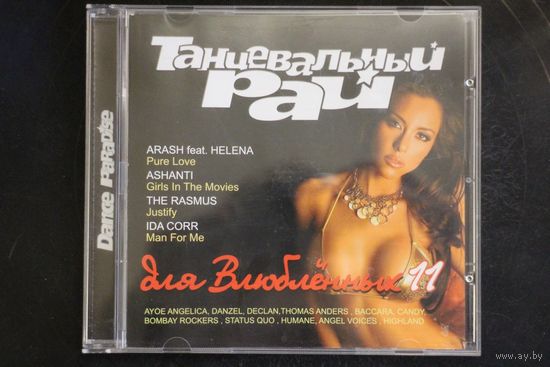 Танцевальный
Рай
ARASH feat. HELENA
Pure Love
ASHANTI
Girls In The Movies
THE RASMUS
Justify
IDA CORR
Man For Me
для Влюблённых 11
AYOE ANGELICA, DANZEL, DECLAN,THOMAS ANDERS , BACCARA, CANDY,
BOMBAY ROCKERS , STATUS QUO , HUMANE, ANGEL VOICES , HIGHLAND
Dance Paradise
www.ay.by